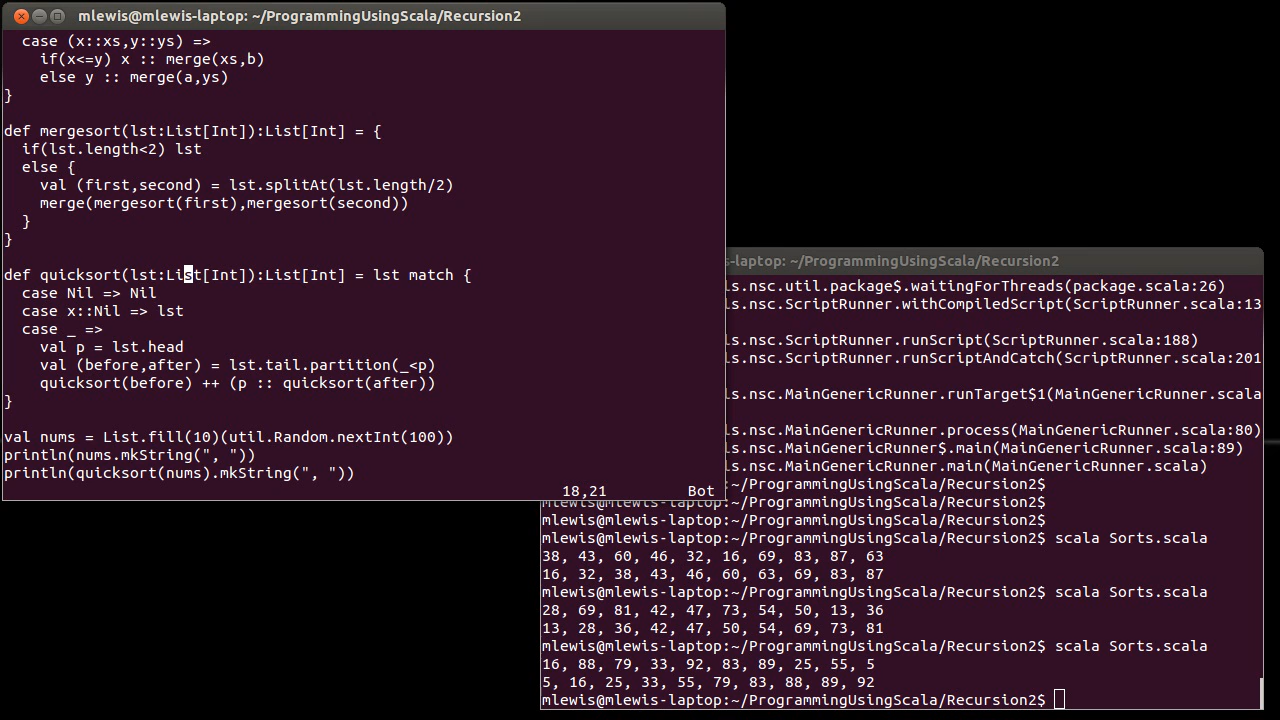 mlewis@mlewis-laptop: ~/ProgrammingUsingScala/Recursion2
  case (x::xs,y::ys) =>
    if(x<=y) x :: merge(xs,b)
    else y :: merge(a,ys)
}

def mergesort(lst:List[Int]):List[Int] = {
  if(lst.length<2) lst
  else {
    val (first,second) = lst.splitAt(lst.length/2)
    merge(mergesort(first),mergesort(second))
  }
}

def quicksort(lst:List[Int]):List[Int] = lst match {
  case Nil => Nil
  case x::Nil => lst
  case _ =>
    val p = lst.head
    val (before,after) = lst.tail.partition(_<p)
    quicksort(before) ++ (p :: quicksort(after))
}

val nums = List.fill(10)(util.Random.nextInt(100))
println(nums.mkString(", "))
println(quicksort(nums).mkString(", "))
18,21 Bot
-laptop: ~/ProgrammingUsingScala/Recursion2
ls.nsc.util.package$.waitingForThreads(package.scala:26)
ls.nsc.ScriptRunner.withCompiledScript(ScriptRunner.scala:13
ls.nsc.ScriptRunner.runScript(ScriptRunner.scala:188)
ls.nsc.ScriptRunner.runScriptAndCatch(ScriptRunner.scala:201
ls.nsc.MainGenericRunner.runTarget$1(MainGenericRunner.scala
ls.nsc.MainGenericRunner.process(MainGenericRunner.scala:80)
ls.nsc.MainGenericRunner$.main(MainGenericRunner.scala:89)
ls.nsc.MainGenericRunner.main(MainGenericRunner.scala)
:~/ProgrammingUsingScala/Recursion2$
mlewis@mlewis-laptop:~/ProgrammingUsingScala/Recursion2$
mlewis@mlewis-laptop:~/ProgrammingUsingScala/Recursion2$
mlewis@mlewis-laptop:~/ProgrammingUsingScala/Recursion2$ scala Sorts.scala
38, 43, 60, 46, 32, 16, 69, 83, 87, 63
16, 32, 38, 43, 46, 60, 63, 69, 83, 87
mlewis@mlewis-laptop:~/ProgrammingUsingScala/Recursion2$ scala Sorts.scala
28, 69, 81, 42, 47, 73, 54, 50, 13, 36
13, 28, 36, 42, 47, 50, 54, 69, 73, 81
mlewis@mlewis-laptop:~/ProgrammingUsingScala/Recursion2$ scala Sorts.scala
16, 88, 79, 33, 92, 83, 89, 25, 55, 5
5, 16, 25, 33, 55, 79, 83, 88, 89, 92
mlewis@mlewis-laptop:~/ProgrammingUsingScala/Recursion2$